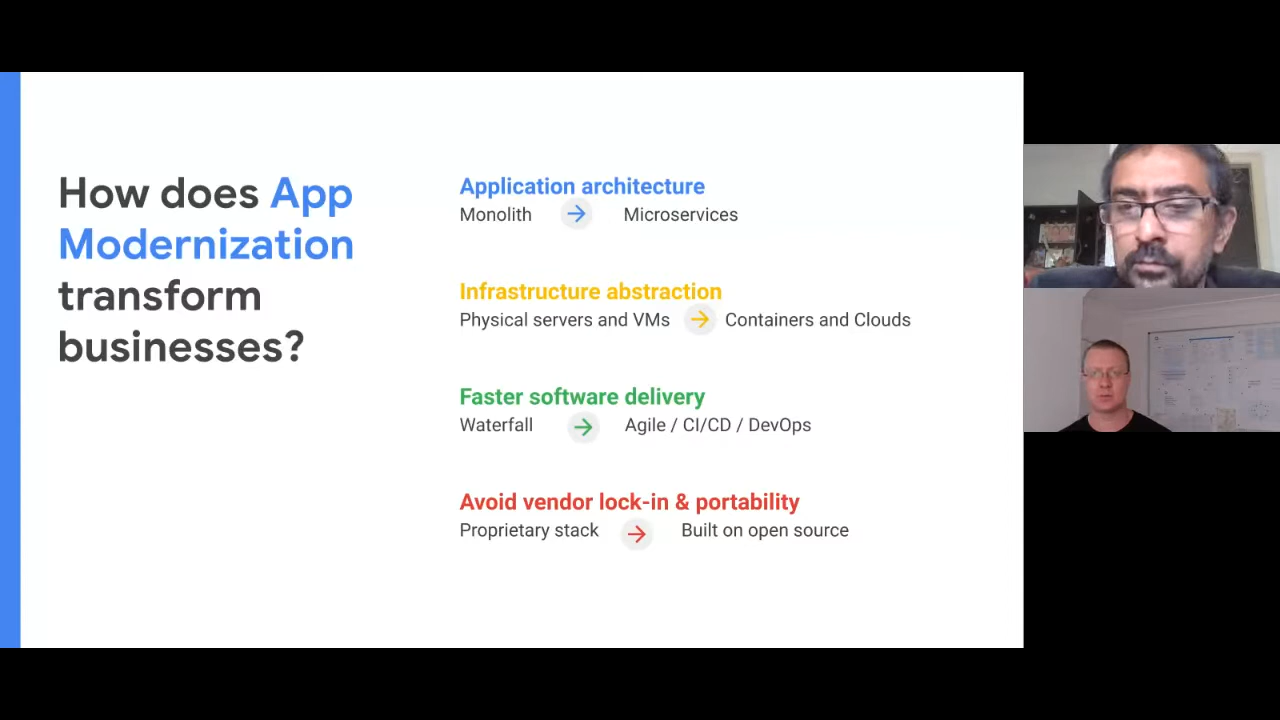 How does App
Modernization
transform
businesses?
Application architecture
Monolith → Microservices
Infrastructure abstraction
Physical servers and VMs → Containers and Clouds
Faster software delivery
Waterfall → Agile / CI/CD / DevOps
Avoid vendor lock-in & portability
Proprietary stack → Built on open source